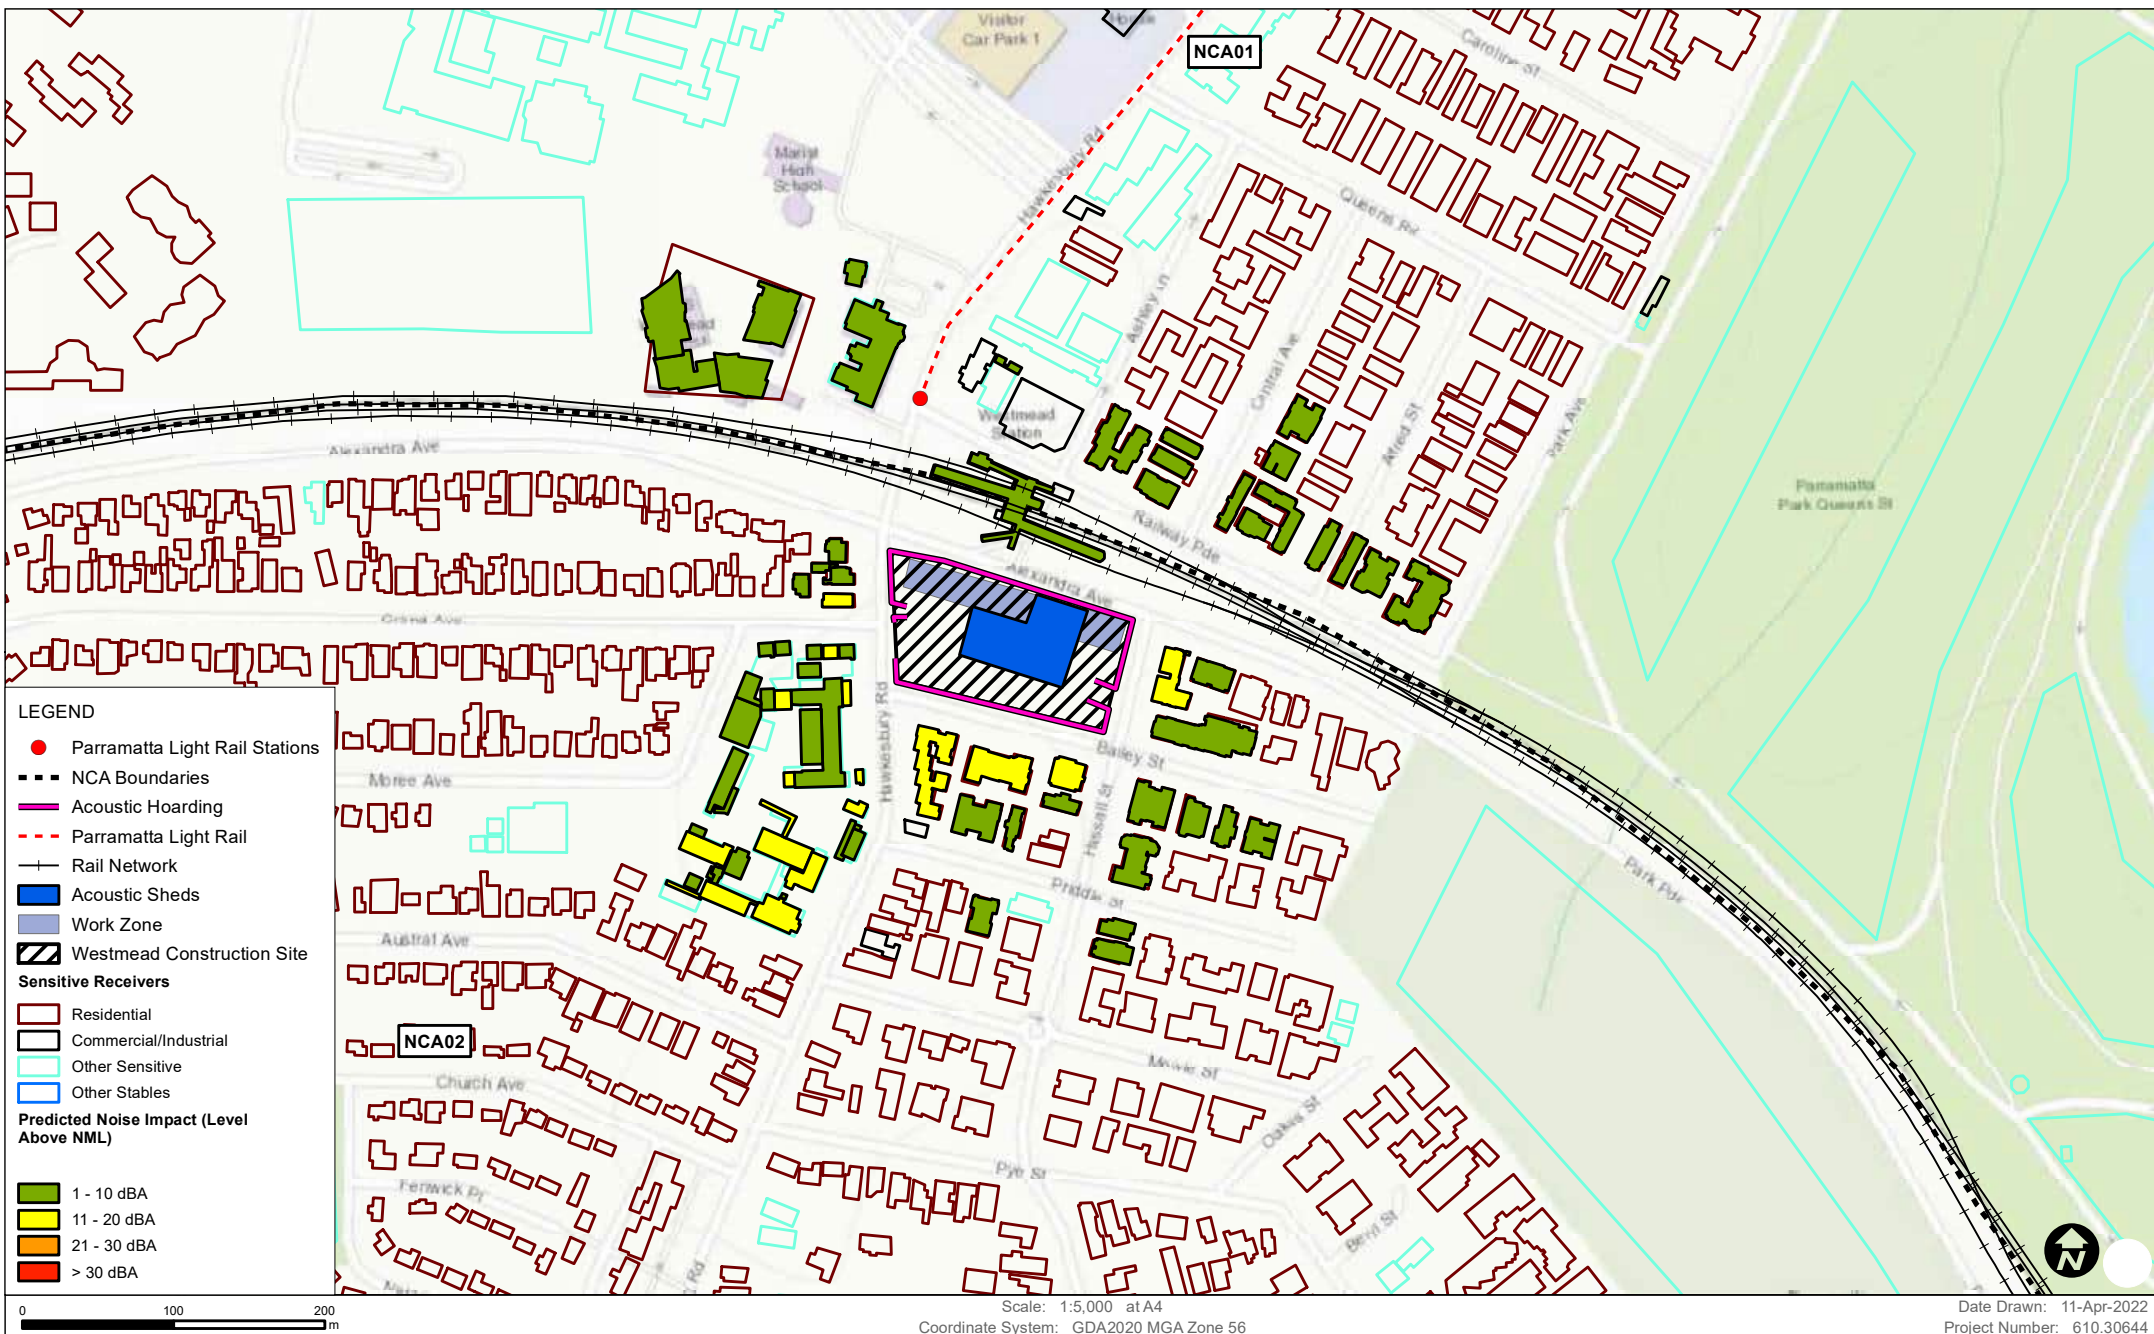 Visitor
Car Park 1
House
NCA01
Caroline St
Hawkesbury Rd
Marist
High
School
Queens Rd
Ashley Ln
Central Ave
Alfred St
Park Ave
Westmead
Station
Parramatta
Park Queens St
Alexandra Ave
Railway Pde
Alexandra Ave
Grand Ave
Hawkesbury Rd
Bailey St
Moree Ave
Hassall St
Priddle St
Park Pde
Austral Ave
NCA02
Church Ave
Mowle St
Oakes St
Pye St
Fenwick Pl
Rd
LEGEND
Parramatta Light Rail Stations
NCA Boundaries
Acoustic Hoarding
Parramatta Light Rail
Rail Network
Acoustic Sheds
Work Zone
Westmead Construction Site
Sensitive Receivers
Residential
Commercial/Industrial
Other Sensitive
Other Stables
Predicted Noise Impact (Level
Above NML)
1 - 10 dBA
11 - 20 dBA
21 - 30 dBA
> 30 dBA
N
0 100 200
m
Scale: 1:5,000 at A4
Coordinate System: GDA2020 MGA Zone 56
Date Drawn: 11-Apr-2022
Project Number: 610.30644